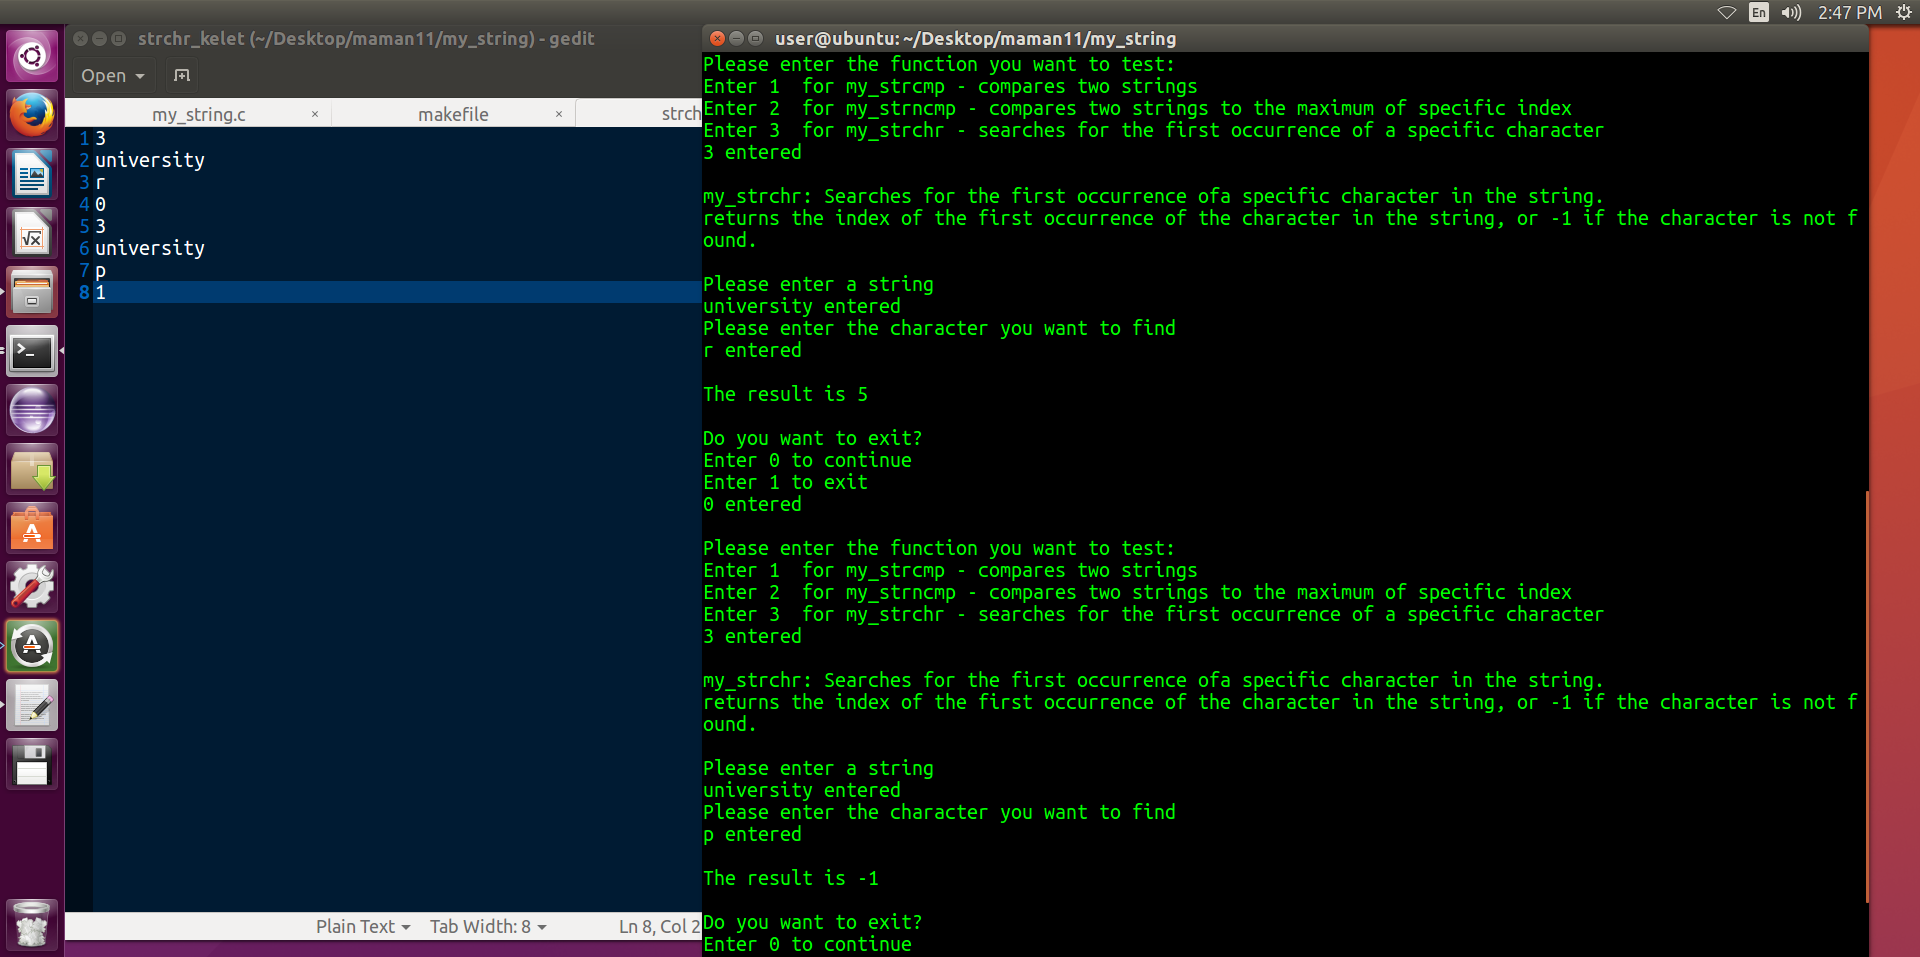 En 2:47 PM
strchr_kelet (~/Desktop/maman11/my_string) - gedit
Open
my_string.c × makefile × strch
1 3
2 university
3 r
4 0
5 3
6 university
7 p
8 1
Plain Text Tab Width: 8 Ln 8, Col 2
user@ubuntu: ~/Desktop/maman11/my_string
Please enter the function you want to test:
Enter 1  for my_strcmp - compares two strings
Enter 2  for my_strncmp - compares two strings to the maximum of specific index
Enter 3  for my_strchr - searches for the first occurrence of a specific character
3 entered
my_strchr: Searches for the first occurrence ofa specific character in the string.
returns the index of the first occurrence of the character in the string, or -1 if the character is not f
ound.
Please enter a string
university entered
Please enter the character you want to find
r entered
The result is 5
Do you want to exit?
Enter 0 to continue
Enter 1 to exit
0 entered
Please enter the function you want to test:
Enter 1  for my_strcmp - compares two strings
Enter 2  for my_strncmp - compares two strings to the maximum of specific index
Enter 3  for my_strchr - searches for the first occurrence of a specific character
3 entered
my_strchr: Searches for the first occurrence ofa specific character in the string.
returns the index of the first occurrence of the character in the string, or -1 if the character is not f
ound.
Please enter a string
university entered
Please enter the character you want to find
p entered
The result is -1
Do you want to exit?
Enter 0 to continue